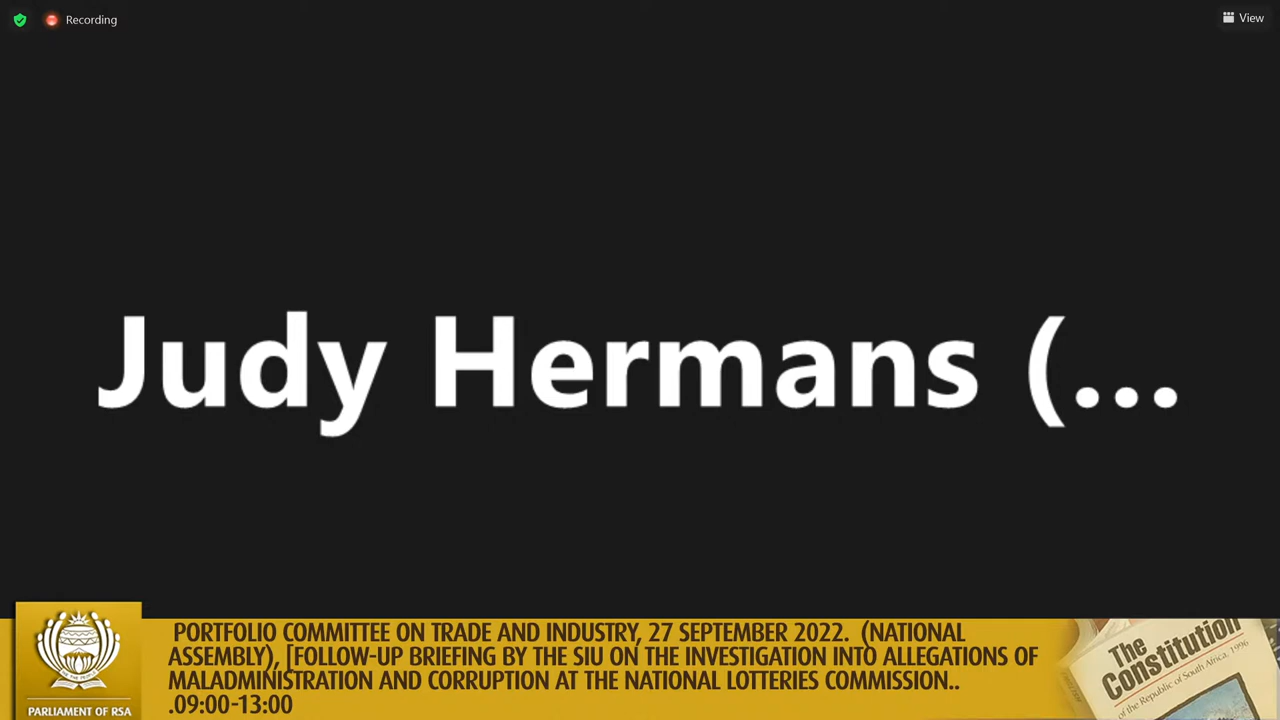 Recording
View
Judy Hermans (...
PORTFOLIO COMMITTEE ON TRADE AND INDUSTRY, 27 SEPTEMBER 2022. (NATIONAL
ASSEMBLY), [FOLLOW-UP BRIEFING BY THE SIU ON THE INVESTIGATION INTO ALLEGATIONS OF
MALADMINISTRATION AND CORRUPTION AT THE NATIONAL LOTTERIES COMMISSION..
.09:00-13:00
PARLIAMENT OF RSA
The
Constitution
of the Republic of South Africa, 1996